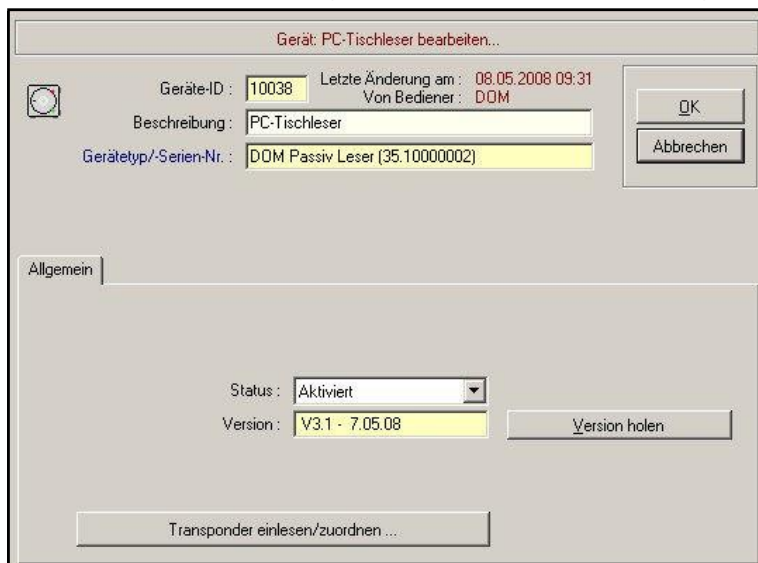 Gerät: PC-Tischleser bearbeiten...
Geräte-ID : 10038 Letzte Änderung am : 08.05.2008 09:31
Von Bediener : DOM
OK
Beschreibung : PC-Tischleser
Abbrechen
Gerätetyp/-Serien-Nr. : DOM Passiv Leser (35.10000002)
Allgemein
Status : Aktiviert
Version : V3.1 - 7.05.08 Version holen
Transponder einlesen/zuordnen ...